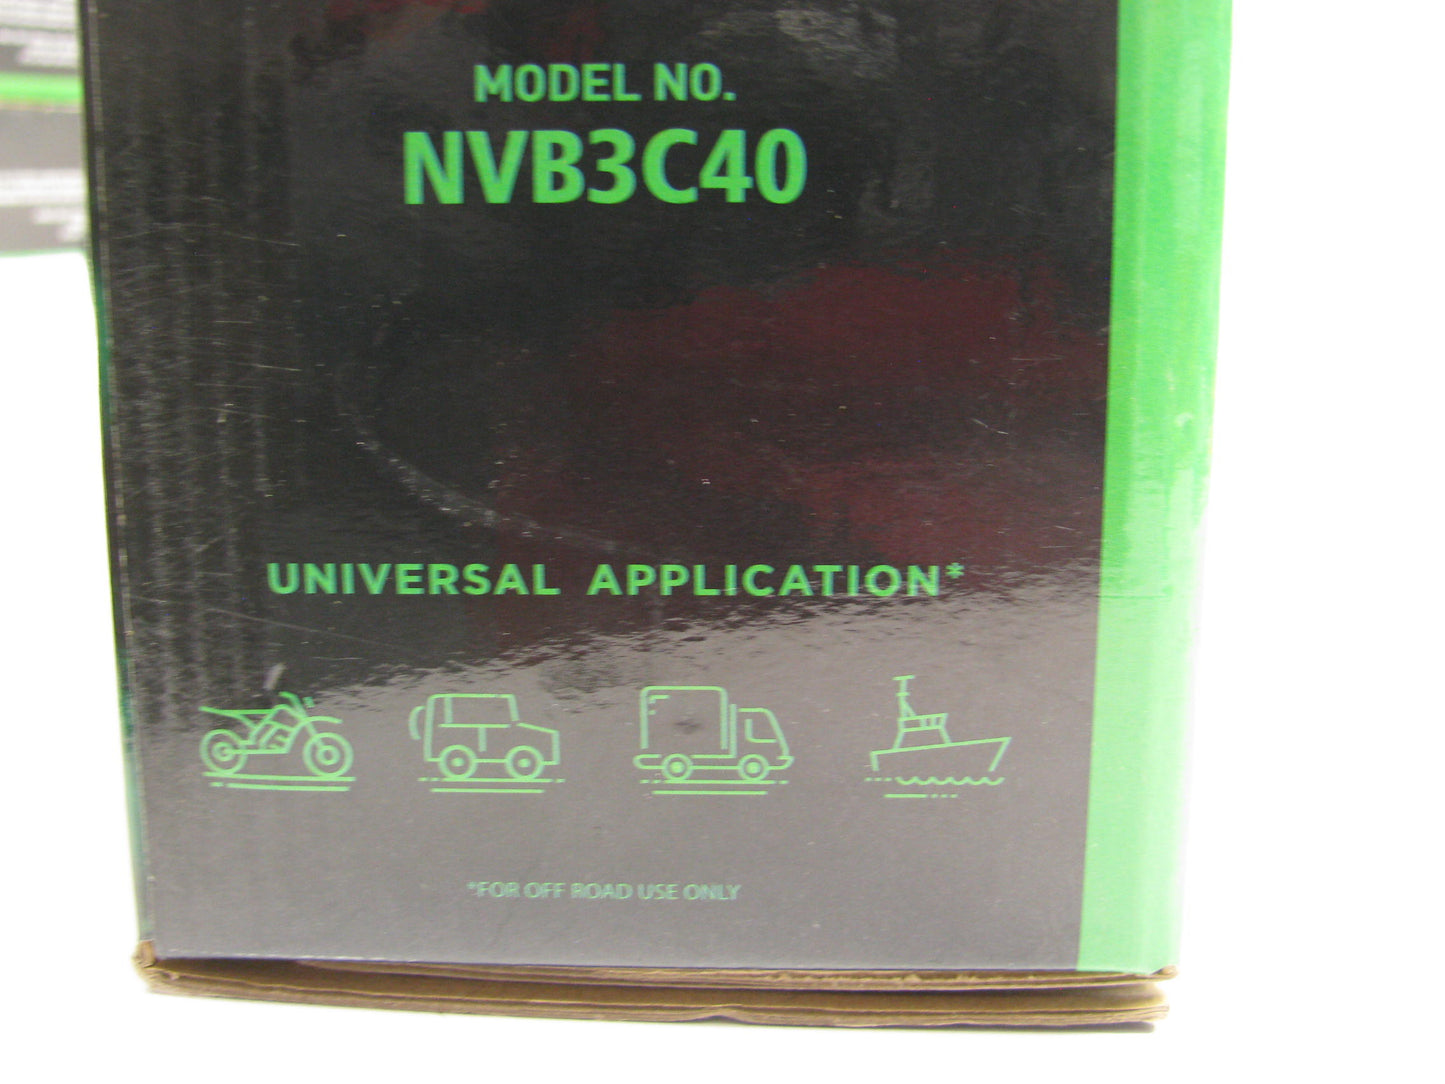 MODEL NO.
NVB3C40
UNIVERSAL APPLICATION*
*FOR OFF ROAD USE ONLY